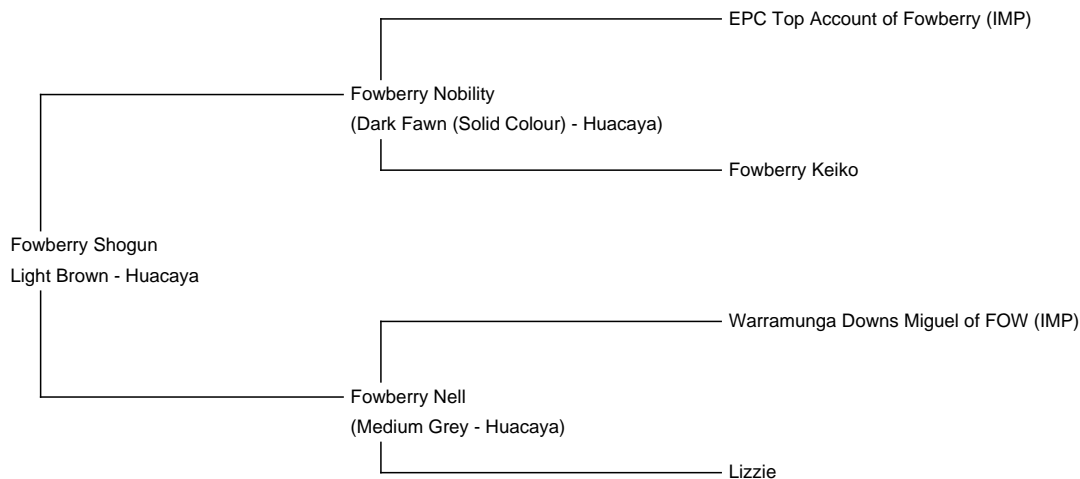 EPC Top Account of Fowberry (IMP)
Fowberry Nobility
(Dark Fawn (Solid Colour) - Huacaya)
Fowberry Keiko
Fowberry Shogun
Light Brown - Huacaya
Warramunga Downs Miguel of FOW (IMP)
Fowberry Nell
(Medium Grey - Huacaya)
Lizzie